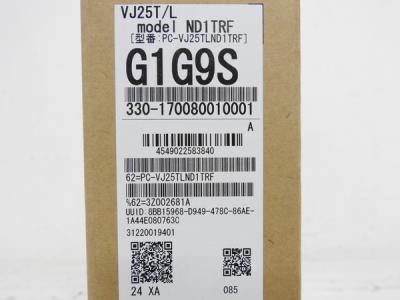 VJ25T/L
model ND1TRF
[型番:PC-VJ25TLND1TRF]
G1G9S
330-170080010001
A
4549022583840
62=PC-VJ25TLND1TRF
%62=3Z002681A
UUID:8BB15968-D949-478C-86AE-
1A44E080763C
31220019401
24 XA
085